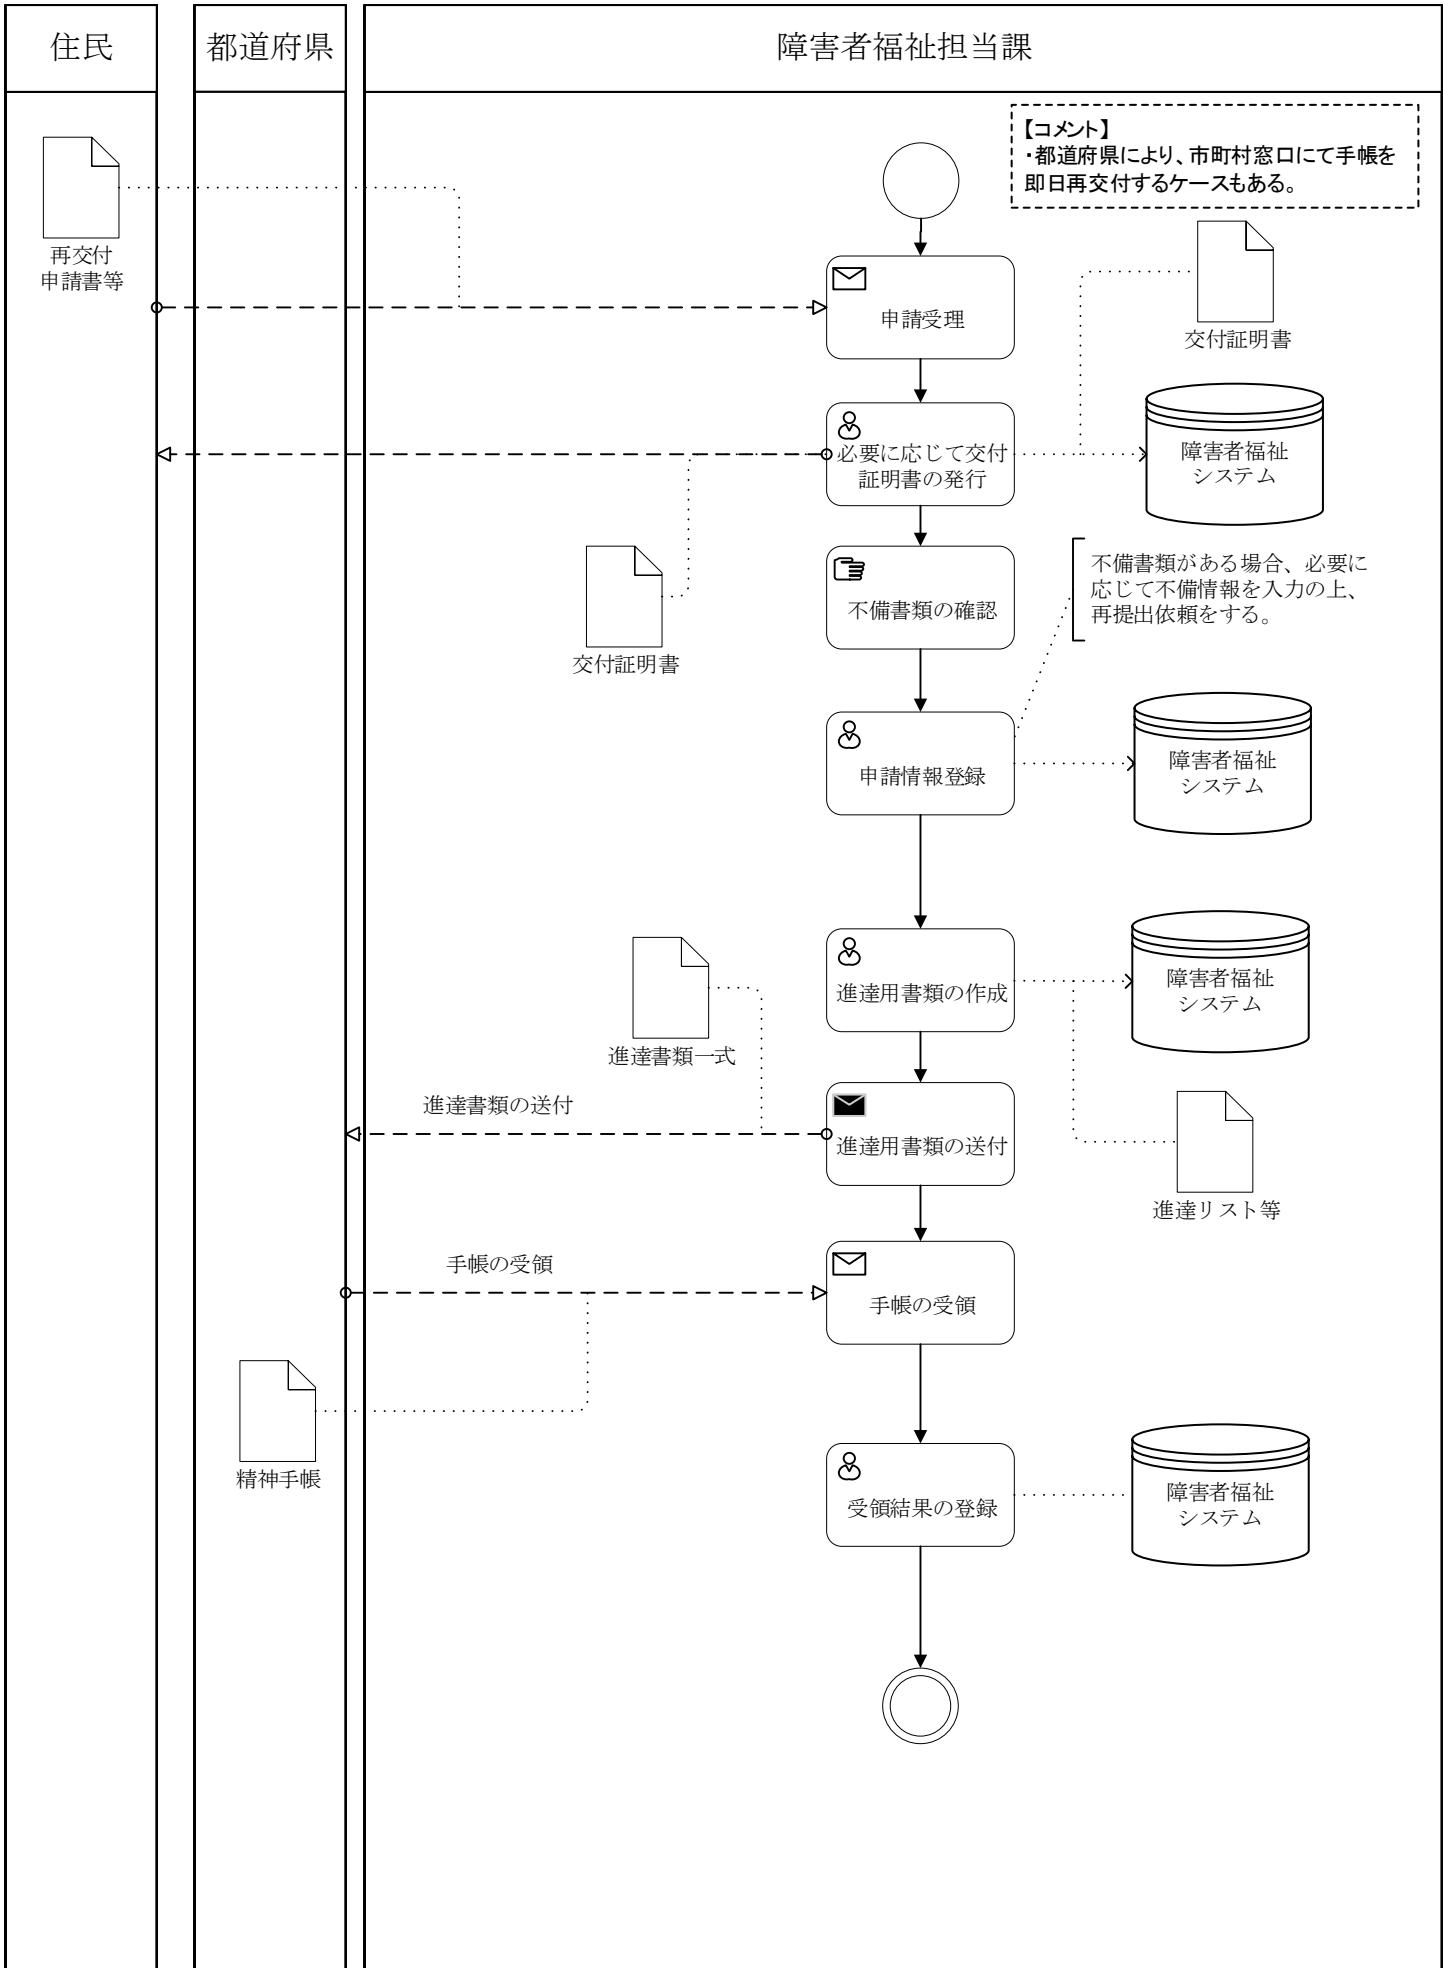 住民
都道府県
障害者福祉担当課
【コメント】
・都道府県により、市町村窓口にて手帳を
即日再交付するケースもある。
再交付
申請書等
申請受理
交付証明書
必要に応じて交付
証明書の発行
障害者福祉
システム
交付証明書
不備書類の確認
不備書類がある場合、必要に
応じて不備情報を入力の上、
再提出依頼をする。
申請情報登録
障害者福祉
システム
進達用書類の作成
障害者福祉
システム
進達書類一式
進達書類の送付
進達用書類の送付
進達リスト等
手帳の受領
手帳の受領
精神手帳
受領結果の登録
障害者福祉
システム